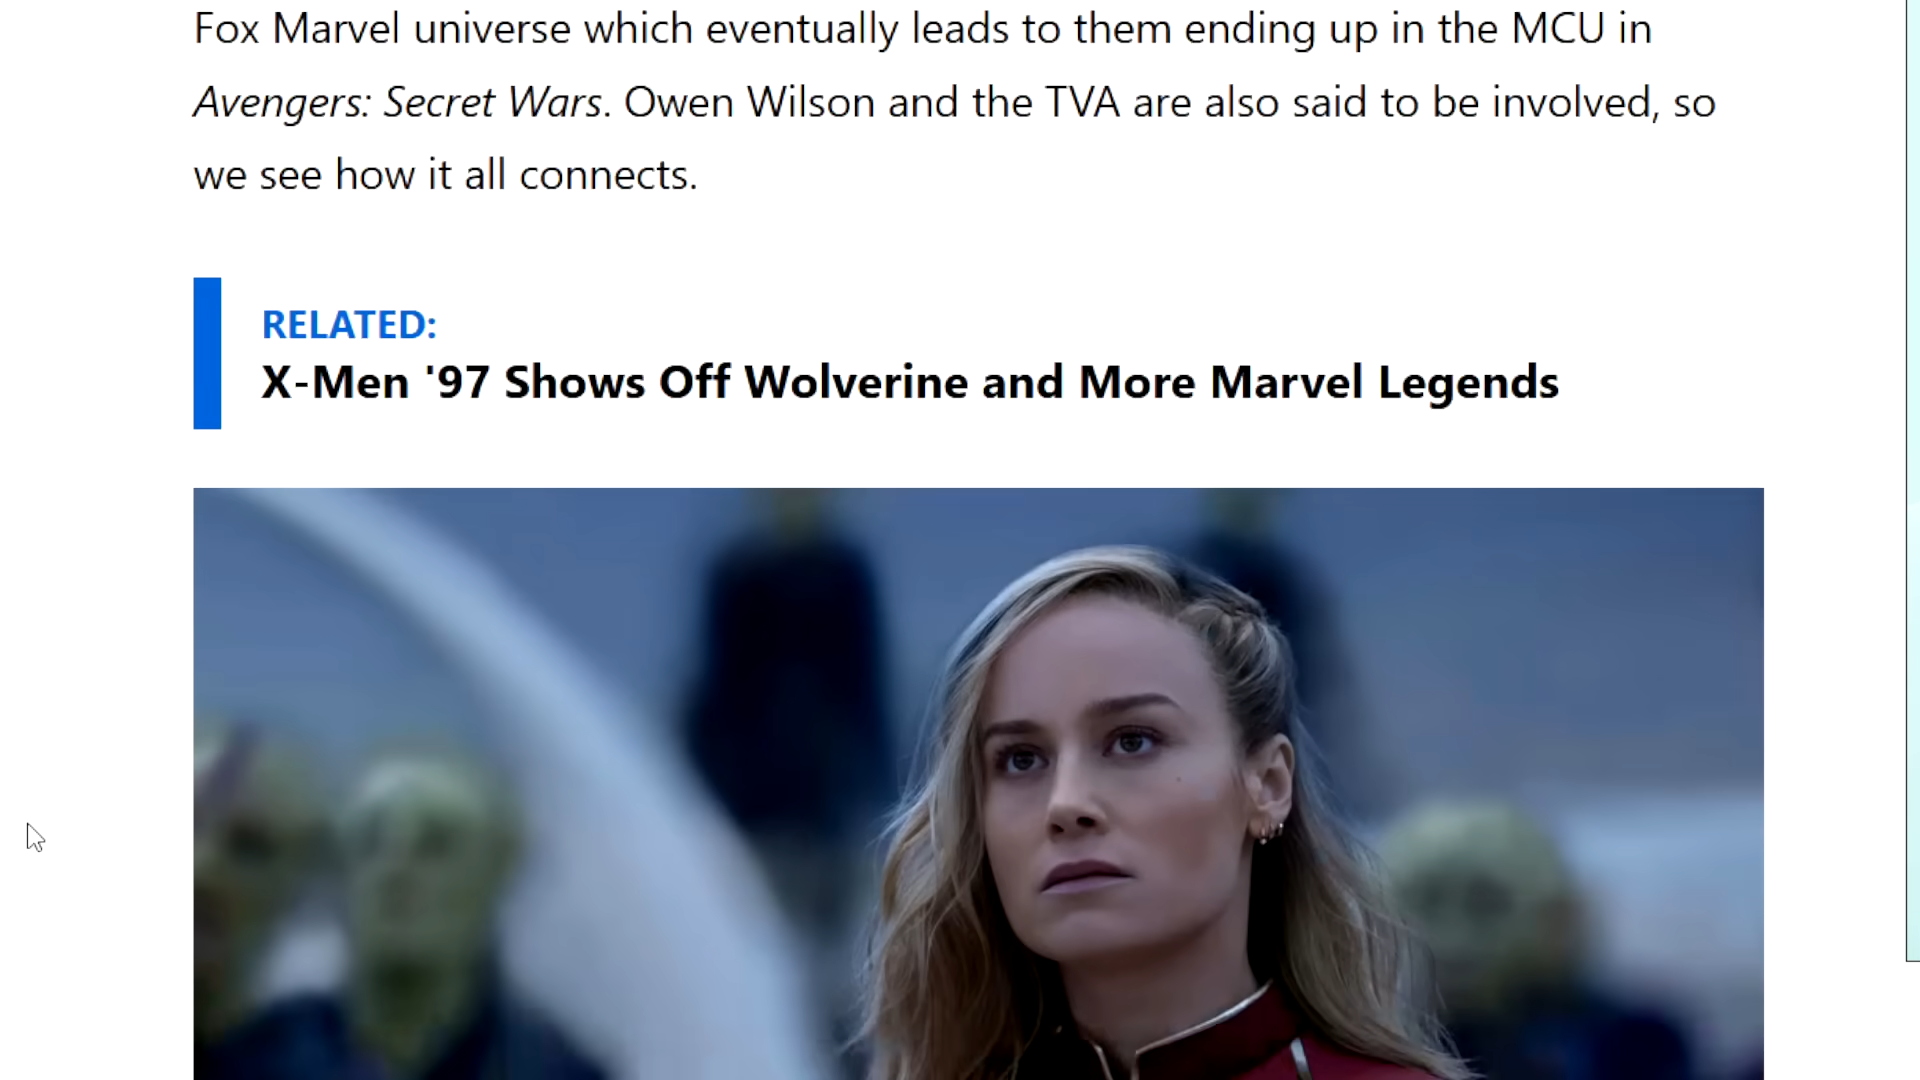 Fox Marvel universe which eventually leads to them ending up in the MCU in
Avengers: Secret Wars. Owen Wilson and the TVA are also said to be involved, so
we see how it all connects.
RELATED:
X-Men '97 Shows Off Wolverine and More Marvel Legends